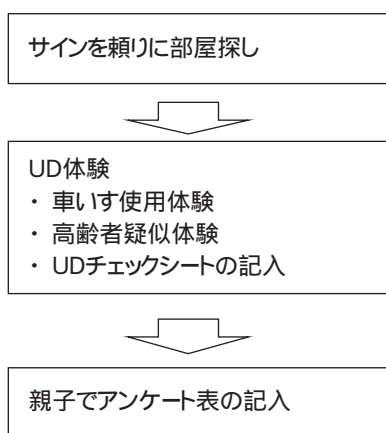 サインを頼りに部屋探し
UD体験
・ 車いす使用体験
・ 高齢者疑似体験
・ UDチェックシートの記入
親子でアンケート表の記入